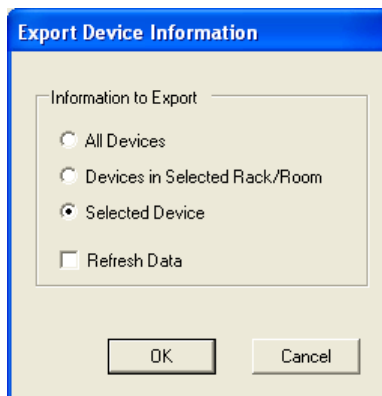 Export Device Information
Information to Export
All Devices
Devices in Selected Rack/Room
Selected Device
Refresh Data
OK Cancel